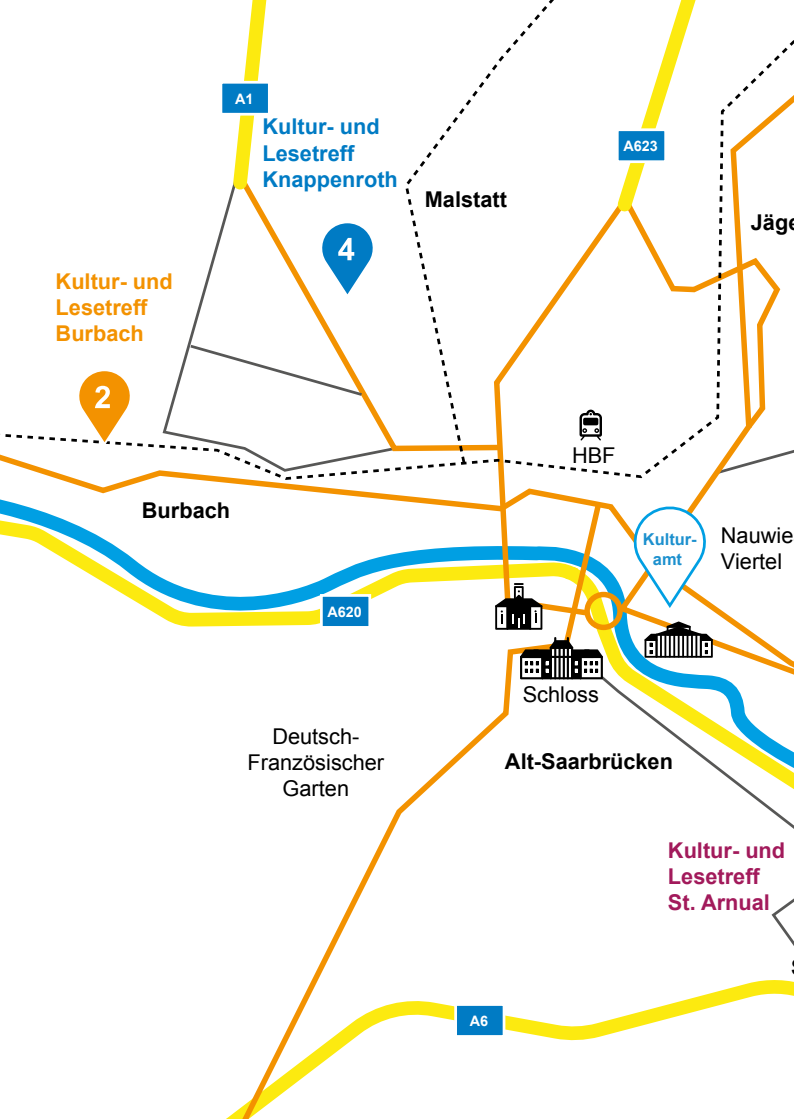 A1
Kultur- und
Lesetreff
Knappenroth
4
A623
Malstatt
Jäge
Kultur- und
Lesetreff
Burbach
2
HBF
Burbach
Kultur-
amt
Nauwie
Viertel
A620
Schloss
Deutsch-
Französischer
Garten
Alt-Saarbrücken
Kultur- und
Lesetreff
St. Arnual
A6